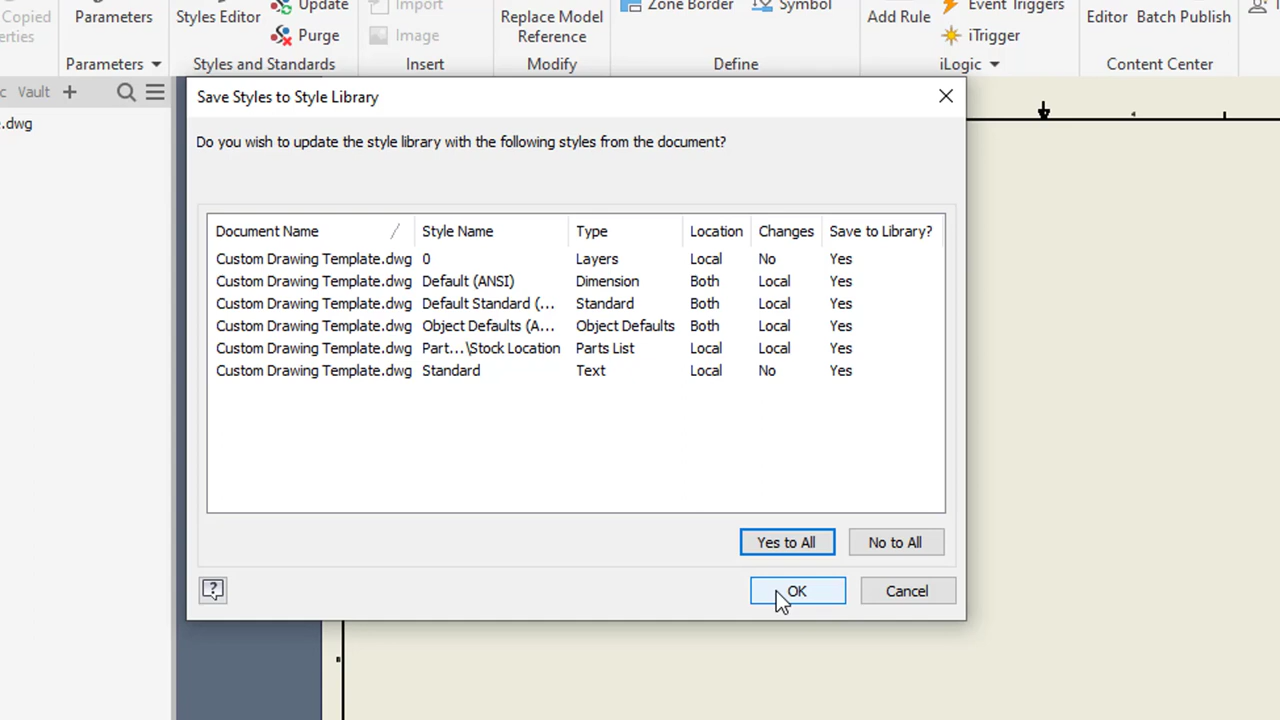 Copied
erties
Parameters
Parameters
Styles Editor
Update
Purge
Styles and Standards
Import
Image
Insert
Replace Model
Reference
Modify
Zone Border
Symbol
Define
Add Rule
Event Triggers
iTrigger
iLogic
Editor Batch Publish
Content Center
c Vault +
.dwg
Save Styles to Style Library
Do you wish to update the style library with the following styles from the document?
Document Name Style Name Type Location Changes Save to Library?
Custom Drawing Template.dwg 0 Layers Local No Yes
Custom Drawing Template.dwg Default (ANSI) Dimension Both Local Yes
Custom Drawing Template.dwg Default Standard (... Standard Both Local Yes
Custom Drawing Template.dwg Object Defaults (A... Object Defaults Both Local Yes
Custom Drawing Template.dwg Part...\Stock Location Parts List Local Local Yes
Custom Drawing Template.dwg Standard Text Local No Yes
Yes to All No to All
? OK Cancel